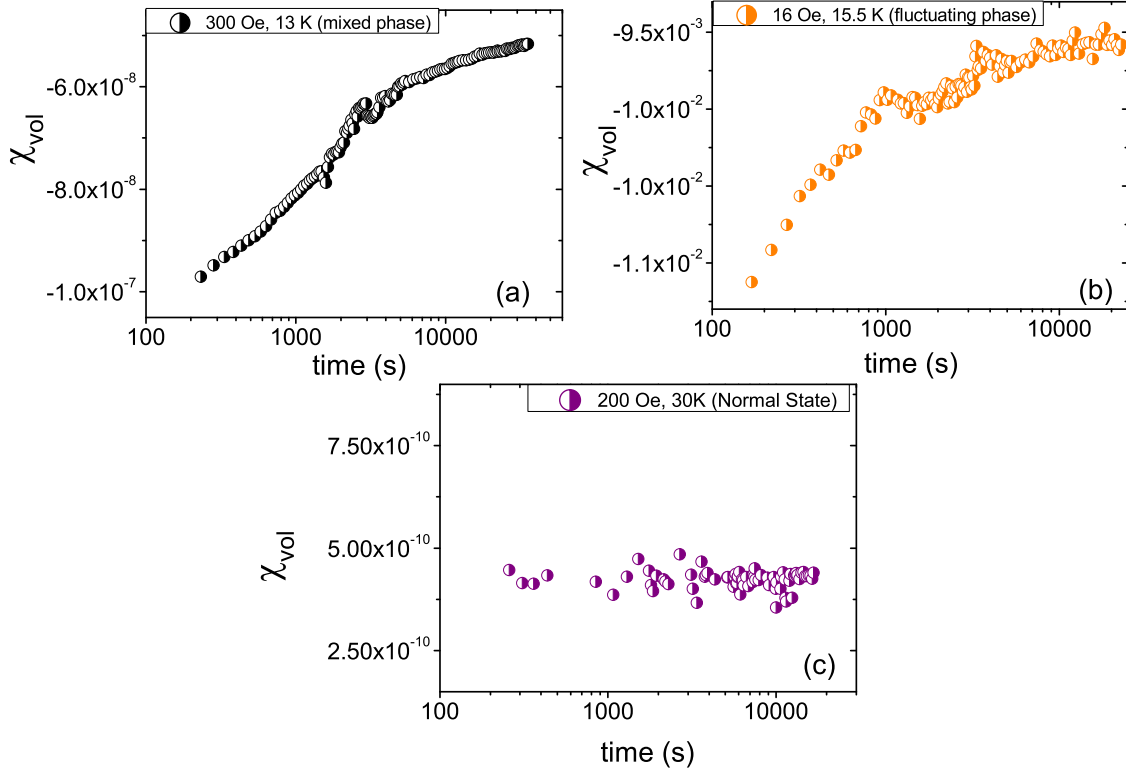 300 Oe, 13 K (mixed phase)
-6.0x10⁻⁸
-8.0x10⁻⁸
-1.0x10⁻⁷
χvol
(a)
100 1000 10000
time (s)
16 Oe, 15.5 K (fluctuating phase)
-9.5x10⁻³
-1.0x10⁻²
-1.0x10⁻²
-1.1x10⁻²
χvol
(b)
100 1000 10000
time (s)
200 Oe, 30K (Normal State)
7.50x10⁻¹⁰
5.00x10⁻¹⁰
2.50x10⁻¹⁰
χvol
(c)
100 1000 10000
time (s)